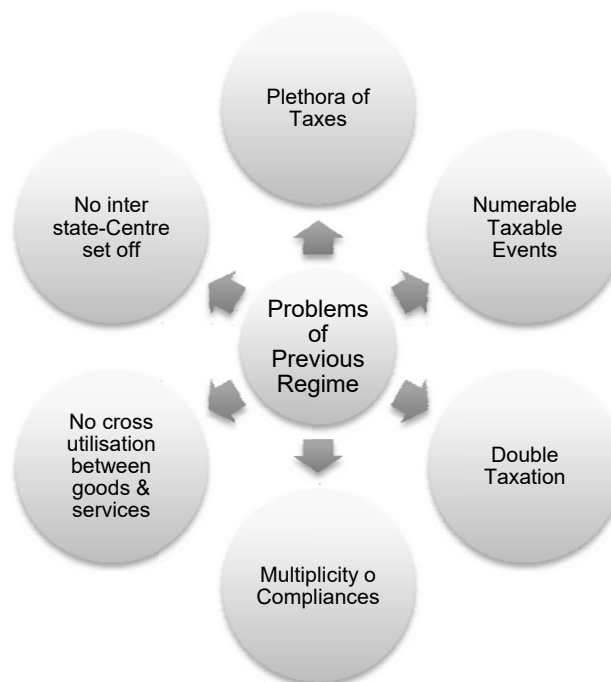 Plethora of
Taxes
No inter
state-Centre
set off
Numerable
Taxable
Events
Problems
of
Previous
Regime
No cross
utilisation
between
goods &
services
Double
Taxation
Multiplicity o
Compliances